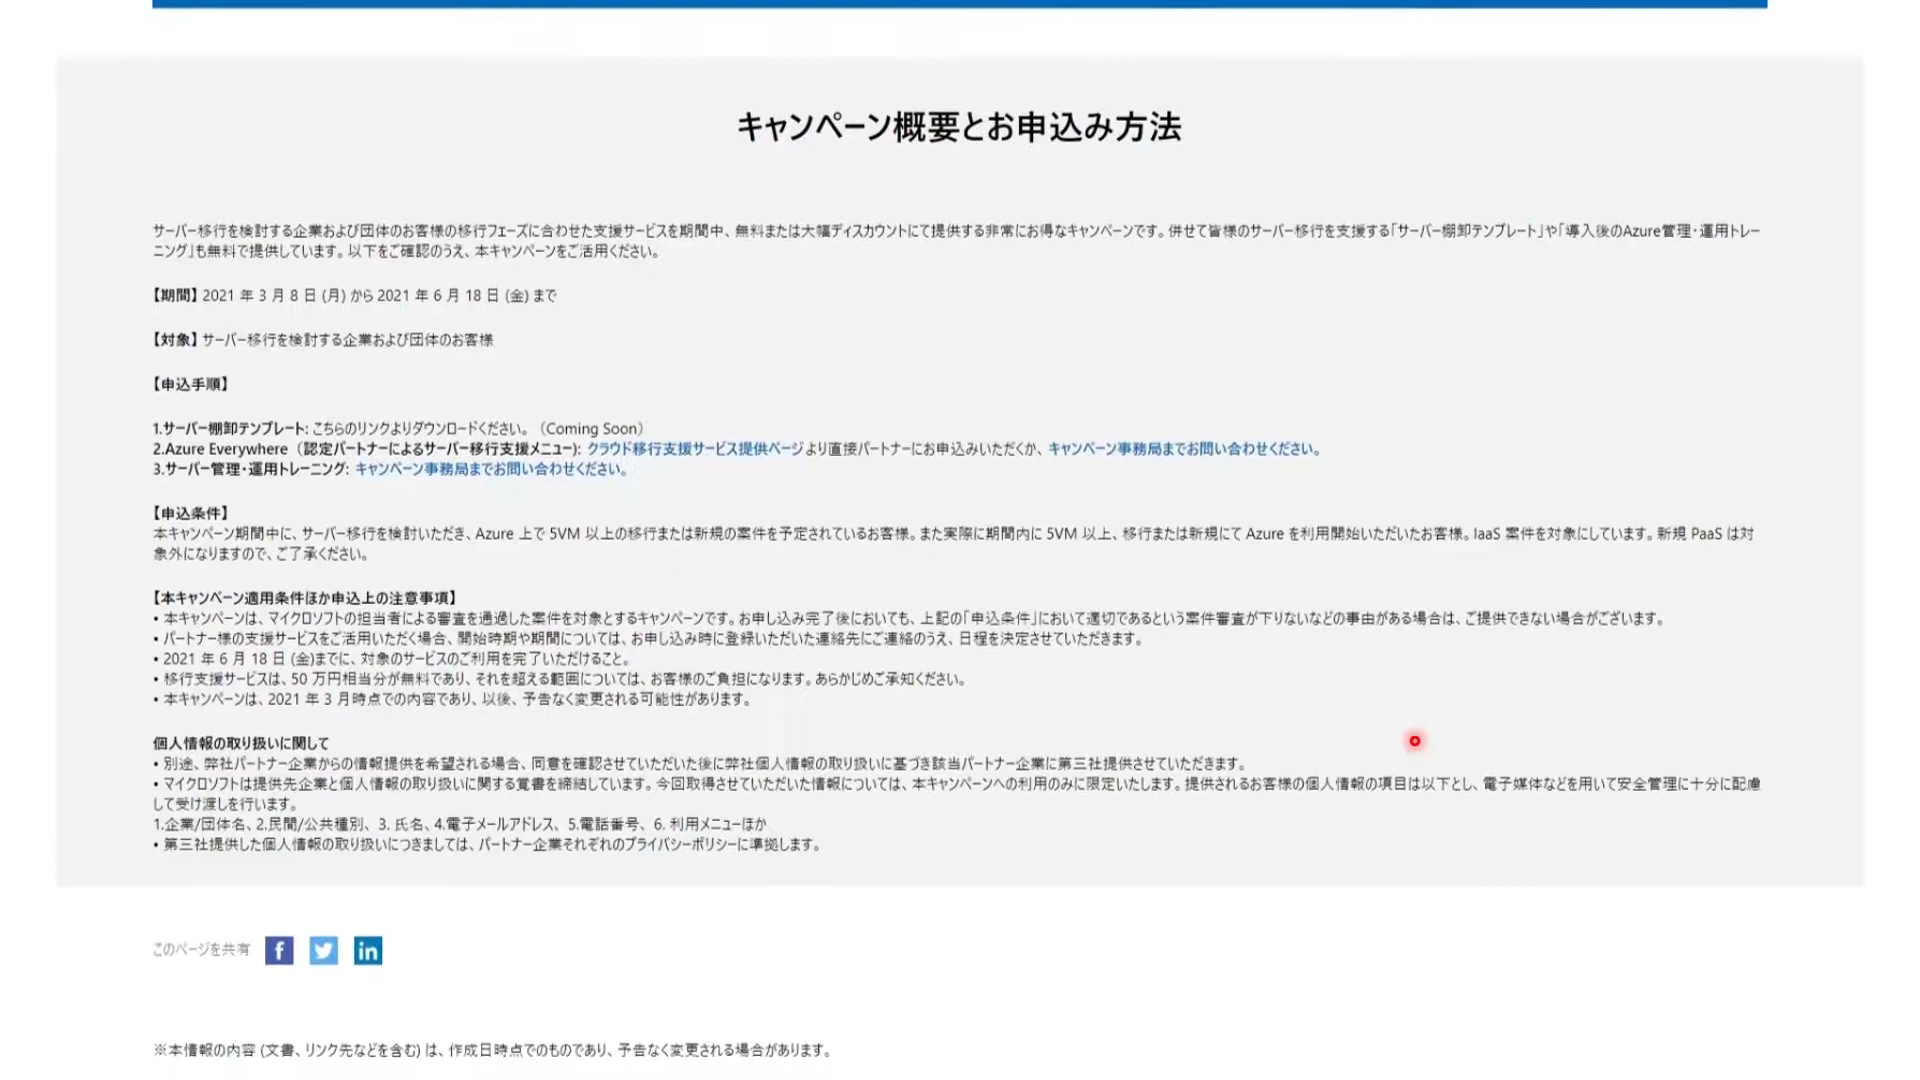 キャンペーン概要とお申込み方法
サーバー移行を検討する企業および団体のお客様の移行フェーズに合わせた支援サービスを期間中、無料または大幅ディスカウントにて提供する非常にお得なキャンペーンです。併せて皆様のサーバー移行を支援する「サーバー棚卸テンプレート」や「導入後のAzure管理・運用トレー
ニング」も無料で提供しています。以下をご確認のうえ、本キャンペーンをご活用ください。
【期間】 2021 年 3 月 8 日 (月) から 2021 年 6 月 18 日 (金) まで
【対象】 サーバー移行を検討する企業および団体のお客様
【申込手順】
1.サーバー棚卸テンプレート: こちらのリンクよりダウンロードください。（Coming Soon）
2.Azure Everywhere（認定パートナーによるサーバー移行支援メニュー): クラウド移行支援サービス提供ページより直接パートナーにお申込みいただくか、キャンペーン事務局までお問い合わせください。
3.サーバー管理・運用トレーニング: キャンペーン事務局までお問い合わせください。
【申込条件】
本キャンペーン期間中に、サーバー移行を検討いただき、Azure 上で 5VM 以上の移行または新規の案件を予定されているお客様。また実際に期間内に 5VM 以上、移行または新規にて Azure を利用開始いただいたお客様。IaaS 案件を対象にしています。新規 PaaS は対
象外になりますので、ご了承ください。
【本キャンペーン適用条件ほか申込上の注意事項】
• 本キャンペーンは、マイクロソフトの担当者による審査を通過した案件を対象とするキャンペーンです。お申し込み完了後においても、上記の「申込条件」において適切であるという案件審査が下りないなどの事由がある場合は、ご提供できない場合がございます。
• パートナー様の支援サービスをご活用いただく場合、開始時期や期間については、お申し込み時に登録いただいた連絡先にご連絡のうえ、日程を決定させていただきます。
• 2021 年 6 月 18 日 (金)までに、対象のサービスのご利用を完了いただけること。
• 移行支援サービスは、50 万円相当分が無料であり、それを超える範囲については、お客様のご負担になります。あらかじめご承知ください。
• 本キャンペーンは、2021 年 3 月時点での内容であり、以後、予告なく変更される可能性があります。
個人情報の取り扱いに関して
• 別途、弊社パートナー企業からの情報提供を希望される場合、同意を確認させていただいた後に弊社個人情報の取り扱いに基づき該当パートナー企業に第三社提供させていただきます。
• マイクロソフトは提供先企業と個人情報の取り扱いに関する覚書を締結しています。今回取得させていただいた情報については、本キャンペーンへの利用のみに限定いたします。提供されるお客様の個人情報の項目は以下とし、電子媒体などを用いて安全管理に十分に配慮
して受け渡しを行います。
1.企業/団体名、2.民間/公共種別、3. 氏名、4.電子メールアドレス、5.電話番号、6. 利用メニューほか
• 第三社提供した個人情報の取り扱いにつきましては、パートナー企業それぞれのプライバシーポリシーに準拠します。
このページを共有
※本情報の内容 (文書、リンク先などを含む) は、作成日時点でのものであり、予告なく変更される場合があります。